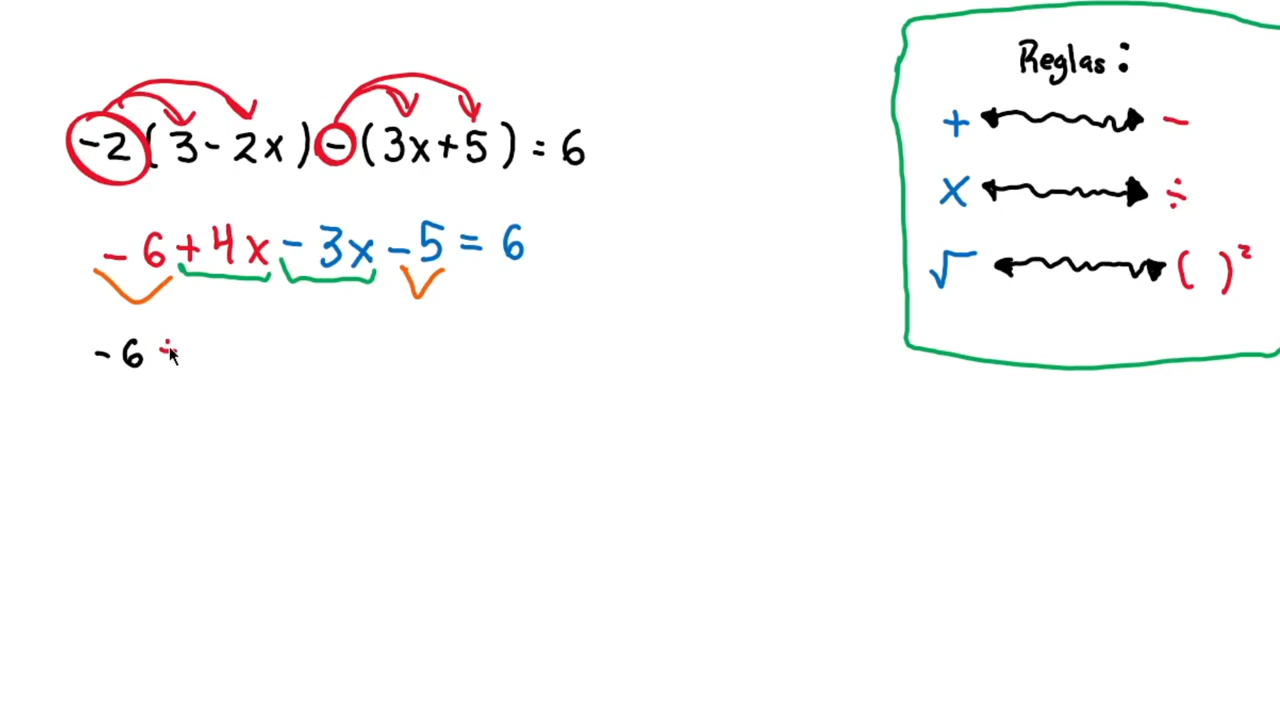 -2(3-2x)-(3x+5)=6
-6+4x-3x-5=6
-6
Reglas:
+ -
x ÷
√ ( )²